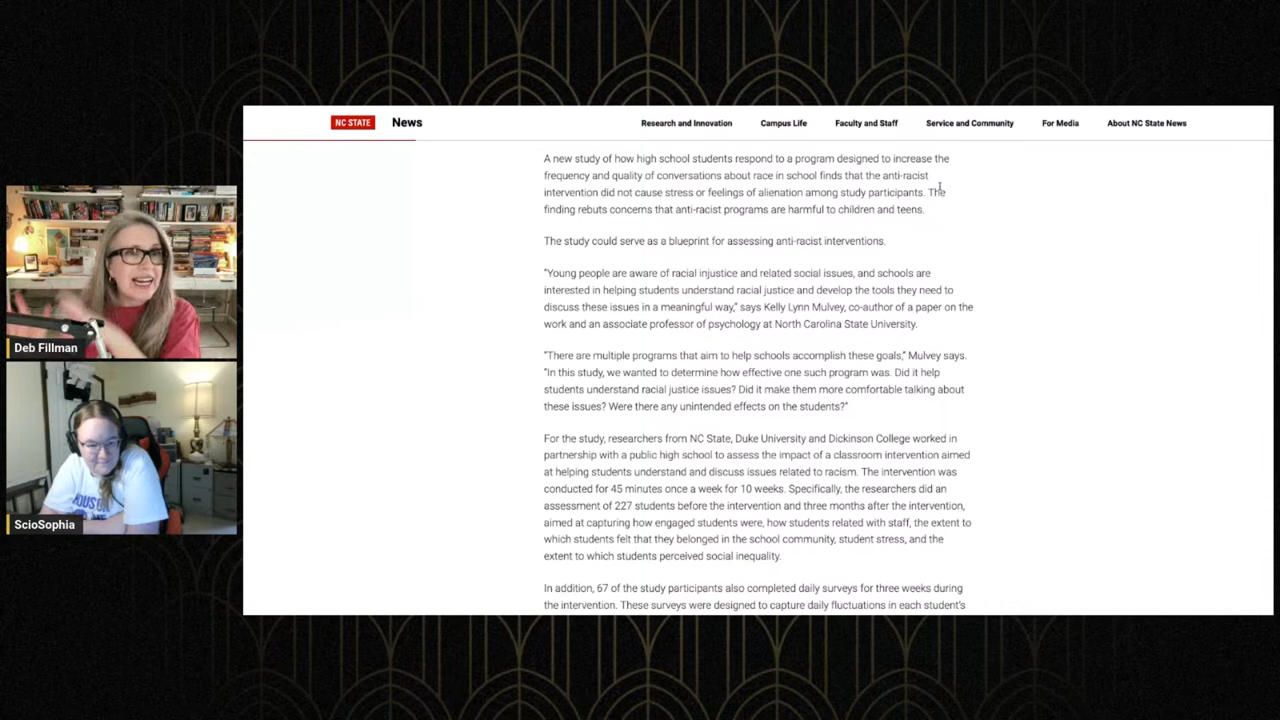 NC STATE
News
Research and Innovation
Campus Life
Faculty and Staff
Service and Community
For Media
About NC State News
A new study of how high school students respond to a program designed to increase the
frequency and quality of conversations about race in school finds that the anti-racist
intervention did not cause stress or feelings of alienation among study participants. The
finding rebuts concerns that anti-racist programs are harmful to children and teens.
The study could serve as a blueprint for assessing anti-racist interventions.
“Young people are aware of racial injustice and related social issues, and schools are
interested in helping students understand racial justice and develop the tools they need to
discuss these issues in a meaningful way,” says Kelly Lynn Mulvey, co-author of a paper on the
work and an associate professor of psychology at North Carolina State University.
“There are multiple programs that aim to help schools accomplish these goals,” Mulvey says.
“In this study, we wanted to determine how effective one such program was. Did it help
students understand racial justice issues? Did it make them more comfortable talking about
these issues? Were there any unintended effects on the students?”
For the study, researchers from NC State, Duke University and Dickinson College worked in
partnership with a public high school to assess the impact of a classroom intervention aimed
at helping students understand and discuss issues related to racism. The intervention was
conducted for 45 minutes once a week for 10 weeks. Specifically, the researchers did an
assessment of 227 students before the intervention and three months after the intervention,
aimed at capturing how engaged students were, how students related with staff, the extent to
which students felt that they belonged in the school community, student stress, and the
extent to which students perceived social inequality.
In addition, 67 of the study participants also completed daily surveys for three weeks during
the intervention. These surveys were designed to capture daily fluctuations in each student’s
Deb Fillman
ScioSophia